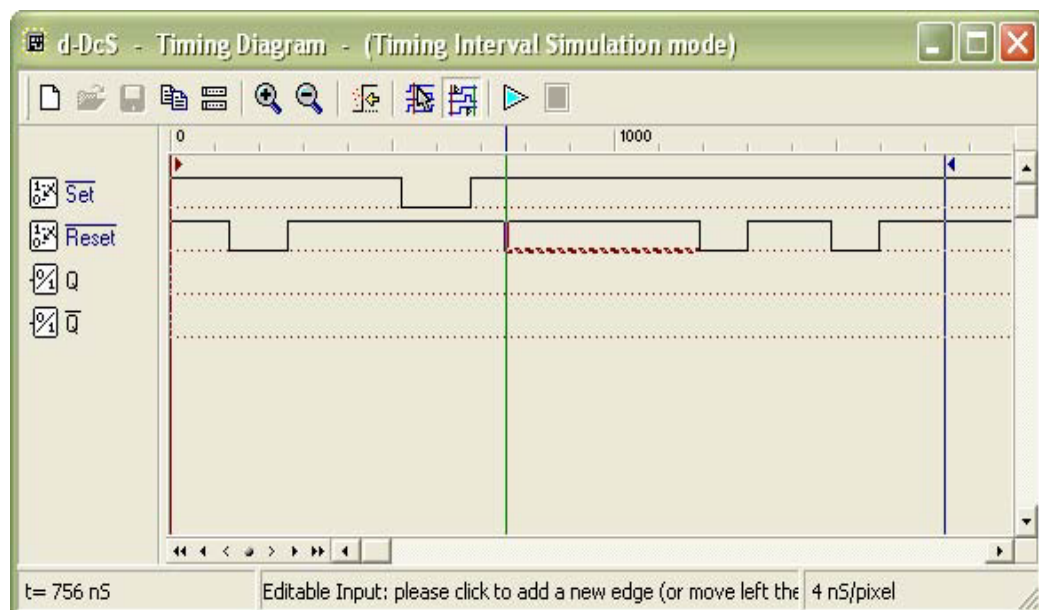 d-DcS - Timing Diagram - (Timing Interval Simulation mode)
0 1000
Set
Reset
Q
Q
t= 756 nS Editable Input: please click to add a new edge (or move left the 4 nS/pixel